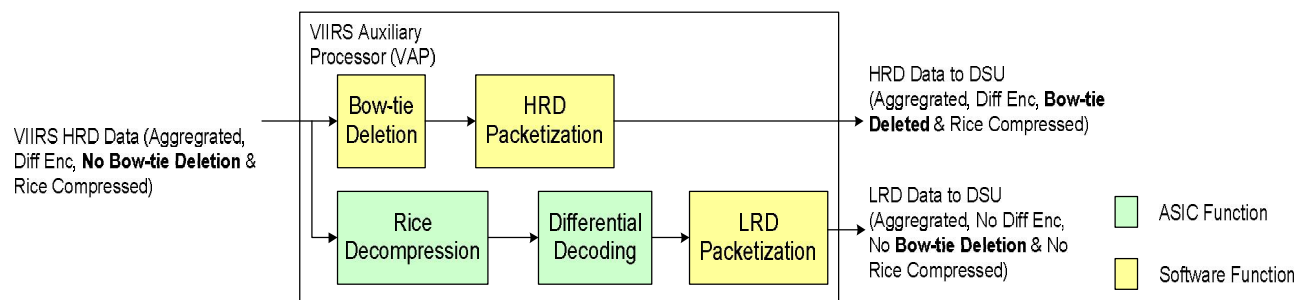 VIIRS Auxiliary
Processor (VAP)
Bow-tie
Deletion
HRD
Packetization
HRD Data to DSU
(Aggregrated, Diff Enc, Bow-tie
Deleted & Rice Compressed)
VIIRS HRD Data (Aggregrated,
Diff Enc, No Bow-tie Deletion &
Rice Compressed)
Rice
Decompression
Differential
Decoding
LRD
Packetization
LRD Data to DSU
(Aggregrated, No Diff Enc,
No Bow-tie Deletion & No
Rice Compressed)
ASIC Function
Software Function